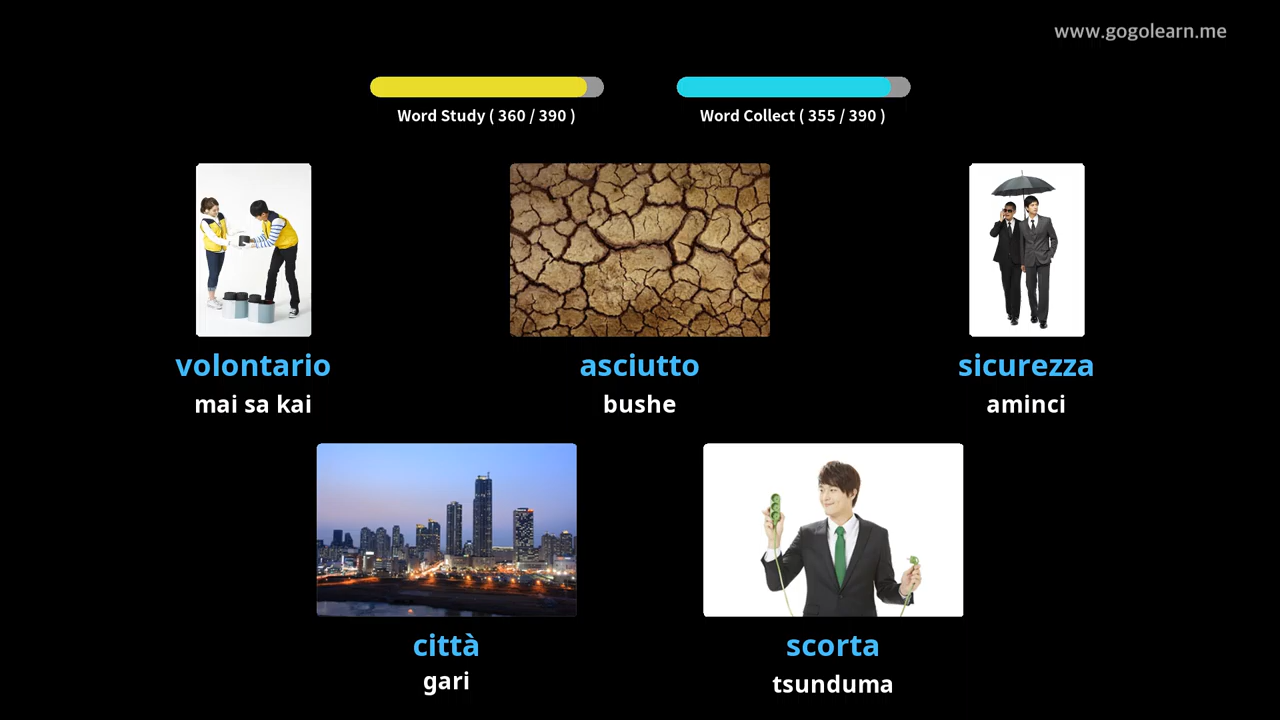 www.gogolearn.me
Word Study ( 360 / 390 )
Word Collect ( 355 / 390 )
volontario
mai sa kai
asciutto
bushe
sicurezza
aminci
città
gari
scorta
tsunduma